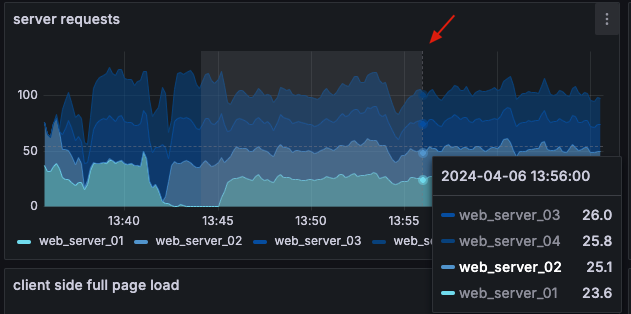 server requests
100
50
0
13:40
13:45
13:50
13:55
web_server_01 web_server_02 web_server_03 web_server_04
2024-04-06 13:56:00
web_server_03 26.0
web_server_04 25.8
web_server_02 25.1
web_server_01 23.6
client side full page load